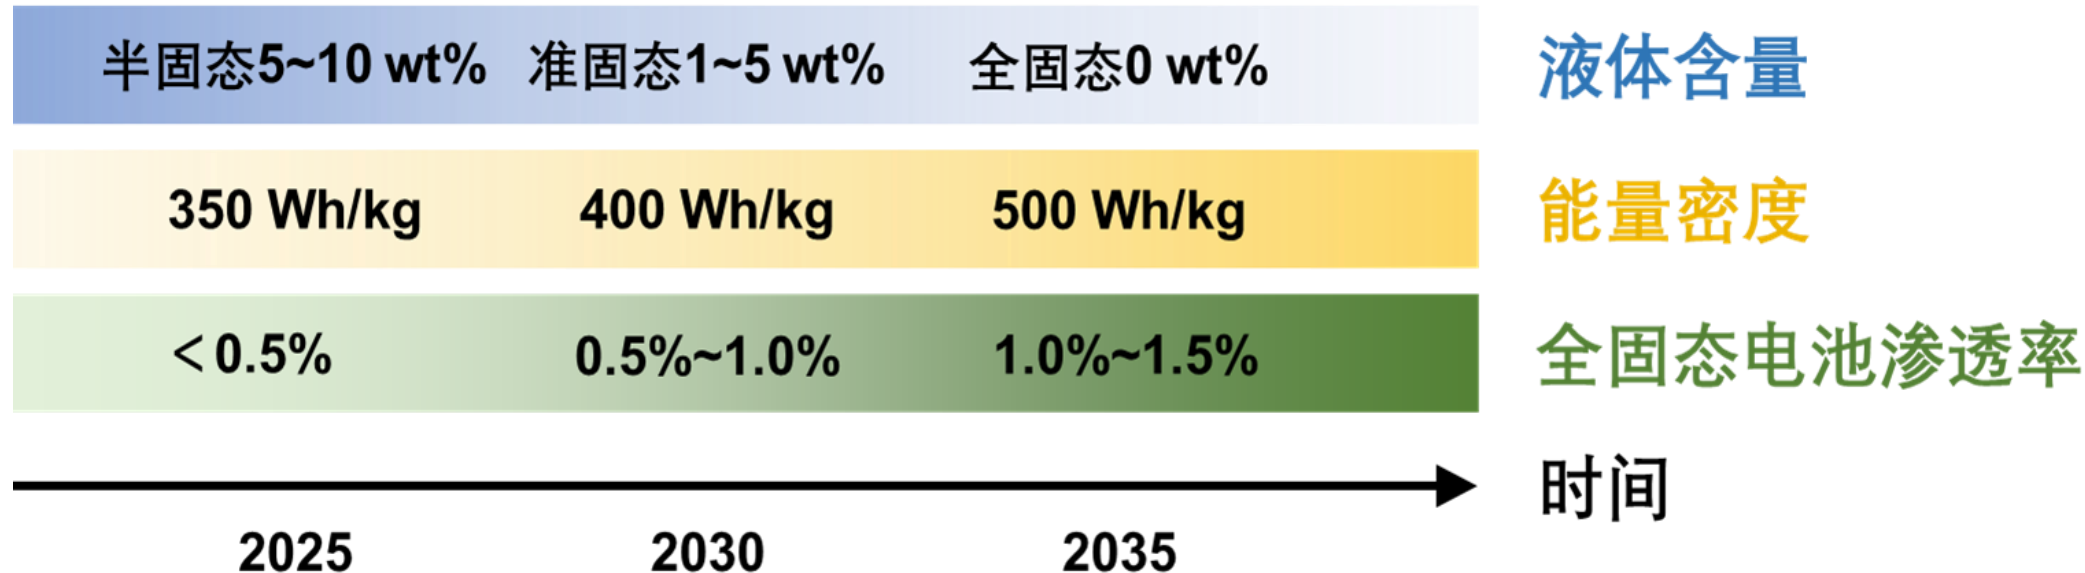 半固态5~10 wt% 准固态1~5 wt% 全固态0 wt% 液体含量
350 Wh/kg 400 Wh/kg 500 Wh/kg 能量密度
<0.5% 0.5%~1.0% 1.0%~1.5% 全固态电池渗透率
时间
2025 2030 2035